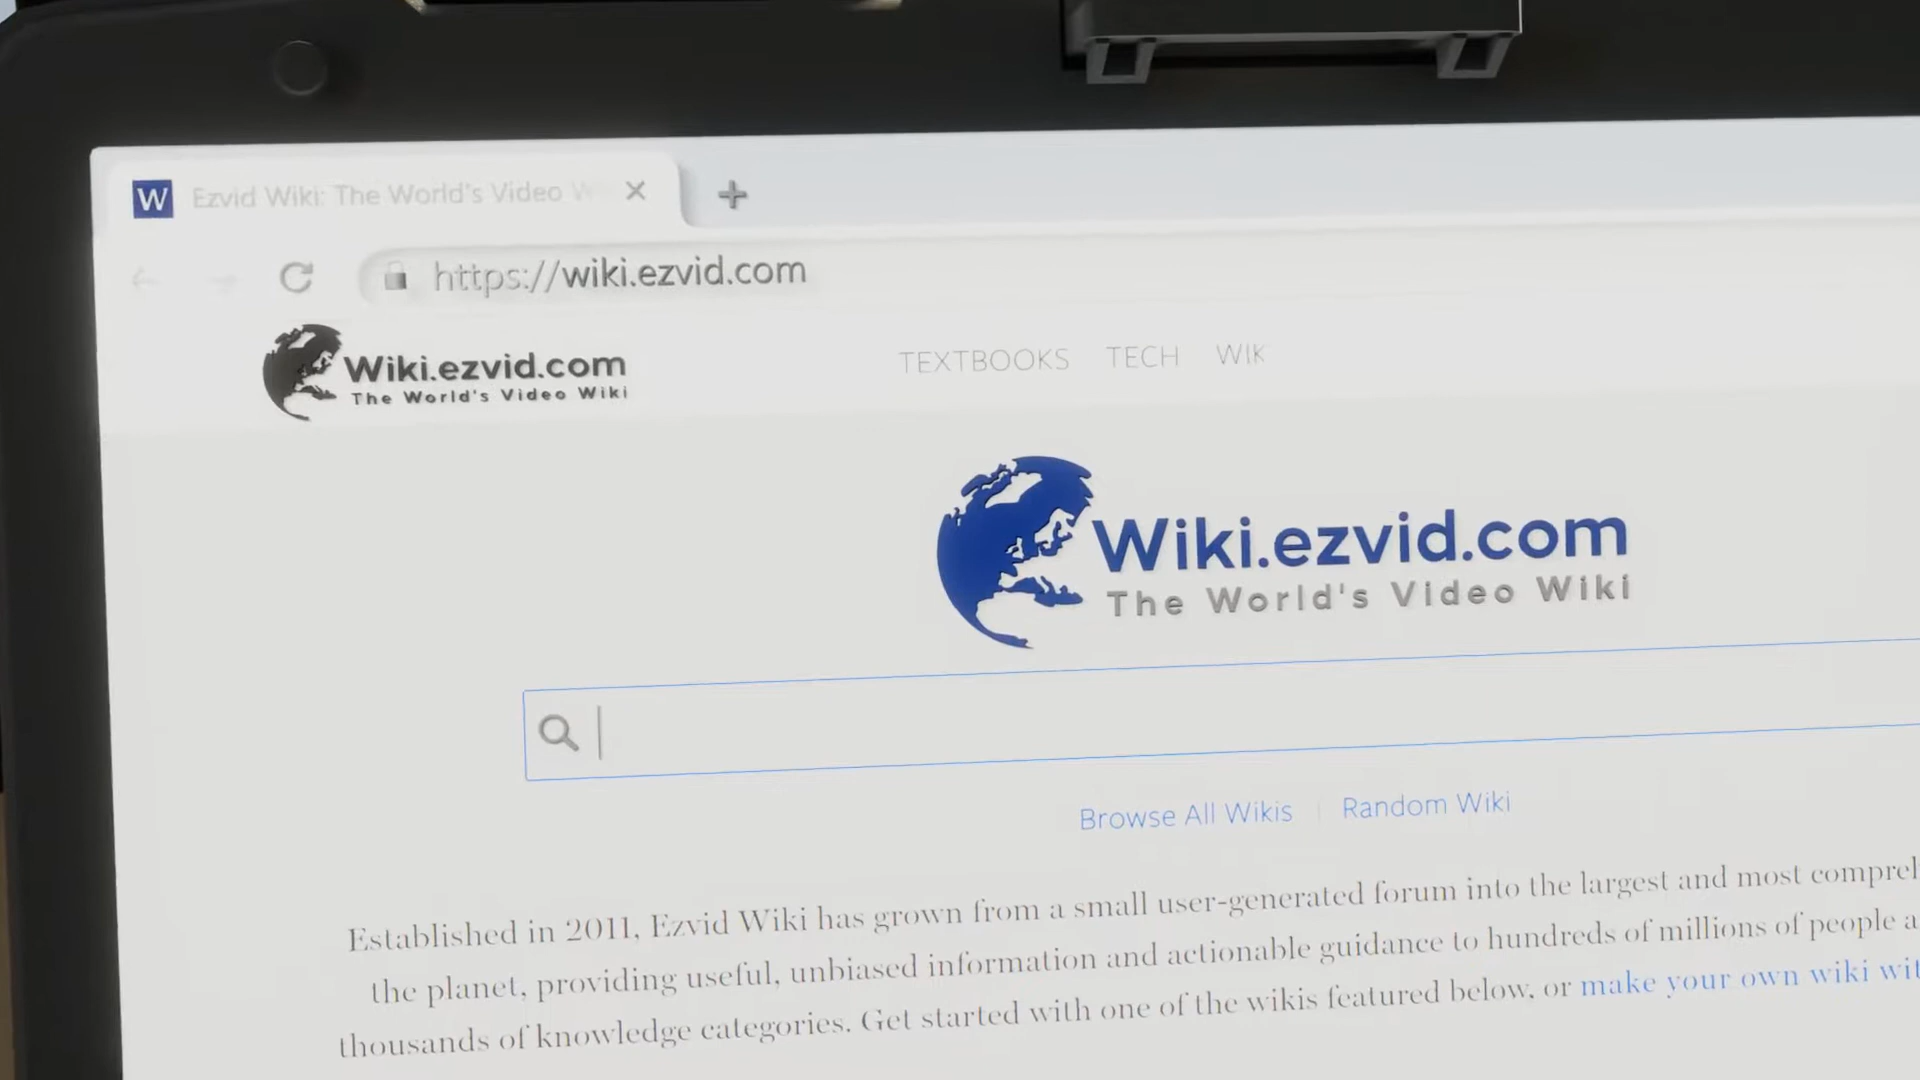 W Ezvid Wiki: The World's Video W
https://wiki.ezvid.com
Wiki.ezvid.com
The World's Video Wiki
TEXTBOOKS TECH WIK
Wiki.ezvid.com
The World's Video Wiki
Browse All Wikis | Random Wiki
Established in 2011, Ezvid Wiki has grown from a small user-generated forum into the largest and most
the planet, providing useful, unbiased information and actionable guidance to hundreds of millions of people
thousands of knowledge categories. Get started with one of the wikis featured below, or make your own wiki